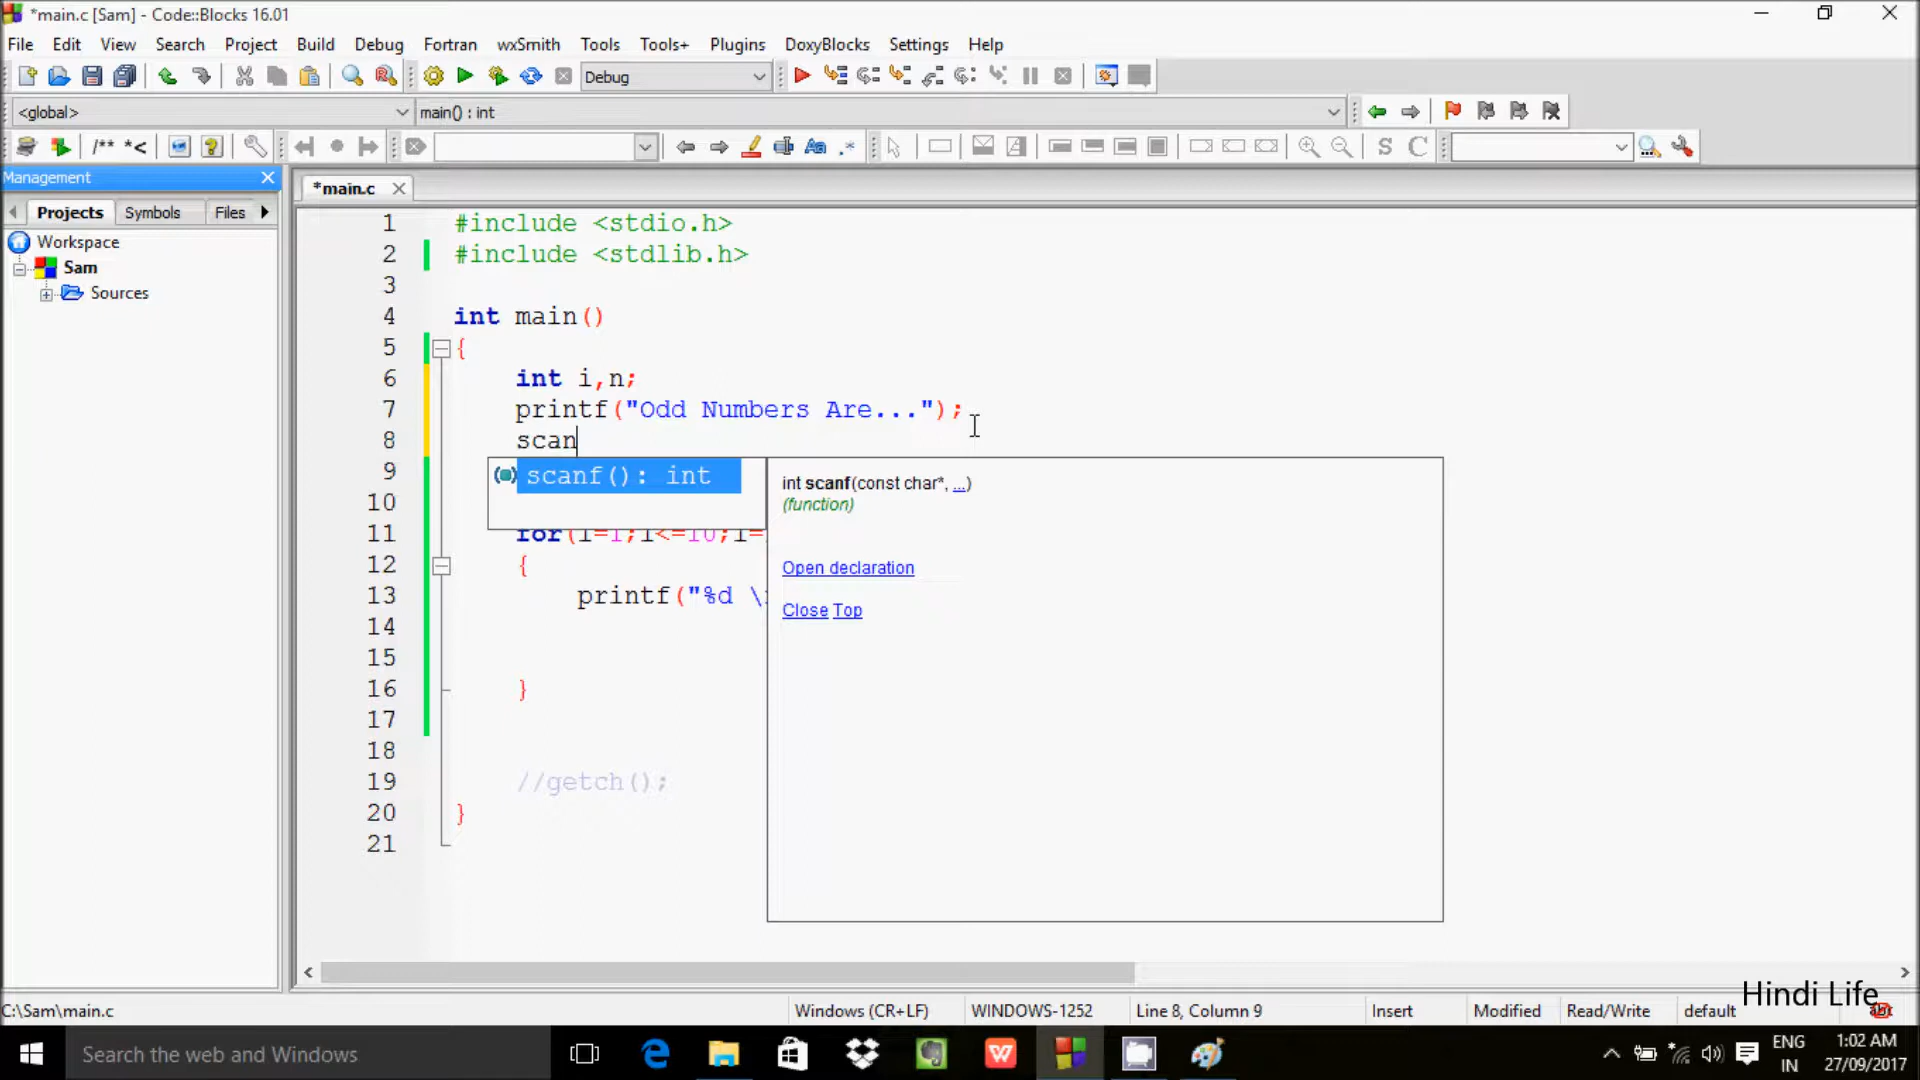 *main.c [Sam] - Code::Blocks 16.01
File Edit View Search Project Build Debug Fortran wxSmith Tools Tools+ Plugins DoxyBlocks Settings Help
Debug
<global> main() : int
/** *< Aa .* S C
Management
*main.c
Projects Symbols Files
Workspace
Sam
Sources
1 #include <stdio.h>
2 #include <stdlib.h>
3
4 int main()
5 {
6 int i,n;
7 printf("Odd Numbers Are...");
8 scan
9
scanf(): int
int scanf(const char*, ...)
(function)
10
11 for(i=1;i<=10;i=
Open declaration
12 {
13 printf("%d \
Close Top
14
15
16 }
17
18
19 //getch();
20 }
21
Hindi Life
C:\Sam\main.c Windows (CR+LF) WINDOWS-1252 Line 8, Column 9 Insert Modified Read/Write default
Search the web and Windows
ENG
IN
1:02 AM
27/09/2017